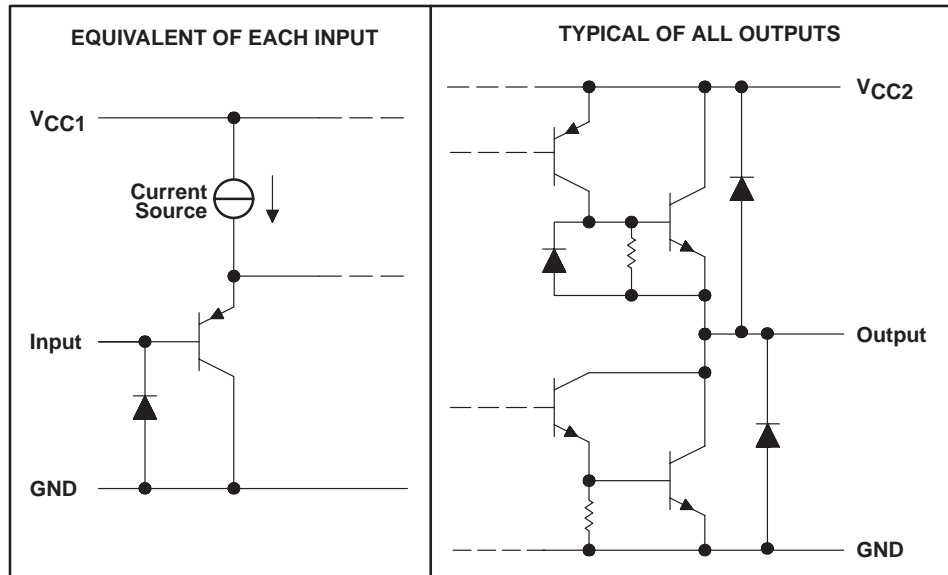 EQUIVALENT OF EACH INPUT
VCC1
Current
Source
Input
GND
TYPICAL OF ALL OUTPUTS
VCC2
Output
GND